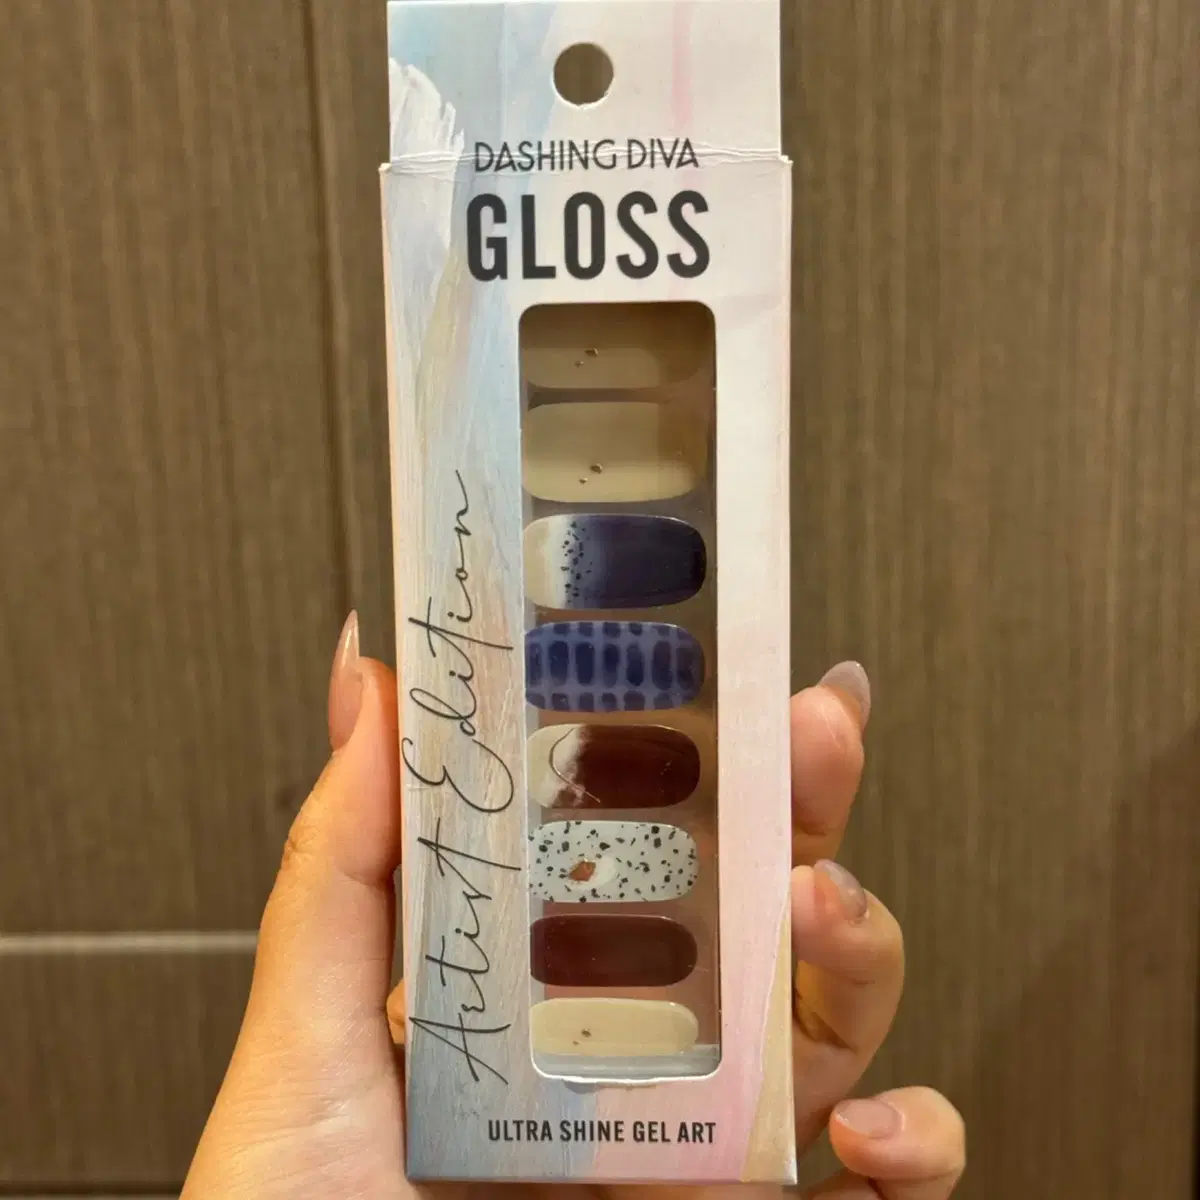 DASHING DIVA
GLOSS
Artist Edition
ULTRA SHINE GEL ART